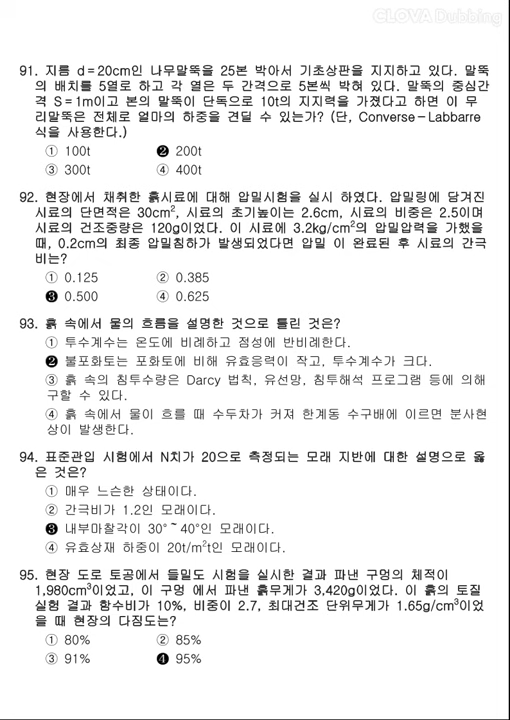 CLOVA Dubbing
91. 지름 d=20cm인 나무말뚝을 25본 박아서 기초상판을 지지하고 있다. 말뚝
의 배치를 5열로 하고 각 열은 두 간격으로 5본씩 박혀 있다. 말뚝의 중심간
격 S=1m이고 본의 말뚝이 단독으로 10t의 지지력을 가졌다고 하면 이 무
리말뚝은 전체로 얼마의 하중을 견딜 수 있는가? (단, Converse-Labbarre
식을 사용한다.)
① 100t ❷ 200t
③ 300t ④ 400t
92. 현장에서 채취한 흙시료에 대해 압밀시험을 실시 하였다. 압밀링에 담겨진
시료의 단면적은 30cm², 시료의 초기높이는 2.6cm, 시료의 비중은 2.5이며
시료의 건조중량은 120g이었다. 이 시료에 3.2kg/cm²의 압밀압력을 가했을
때, 0.2cm의 최종 압밀침하가 발생되었다면 압밀 이 완료된 후 시료의 간극
비는?
① 0.125 ② 0.385
❸ 0.500 ④ 0.625
93. 흙 속에서 물의 흐름을 설명한 것으로 틀린 것은?
① 투수계수는 온도에 비례하고 점성에 반비례한다.
❷ 불포화토는 포화토에 비해 유효응력이 작고, 투수계수가 크다.
③ 흙 속의 침투수량은 Darcy 법칙, 유선망, 침투해석 프로그램 등에 의해
구할 수 있다.
④ 흙 속에서 물이 흐를 때 수두차가 커져 한계동 수구배에 이르면 분사현
상이 발생한다.
94. 표준관입 시험에서 N치가 20으로 측정되는 모래 지반에 대한 설명으로 옳
은 것은?
① 매우 느슨한 상태이다.
② 간극비가 1.2인 모래이다.
❸ 내부마찰각이 30°~40°인 모래이다.
④ 유효상재 하중이 20t/m²t인 모래이다.
95. 현장 도로 토공에서 들밀도 시험을 실시한 결과 파낸 구멍의 체적이
1,980cm³이었고, 이 구멍 에서 파낸 흙무게가 3,420g이었다. 이 흙의 토질
실험 결과 함수비가 10%, 비중이 2.7, 최대건조 단위무게가 1.65g/cm³이었
을 때 현장의 다짐도는?
① 80% ② 85%
③ 91% ❹ 95%